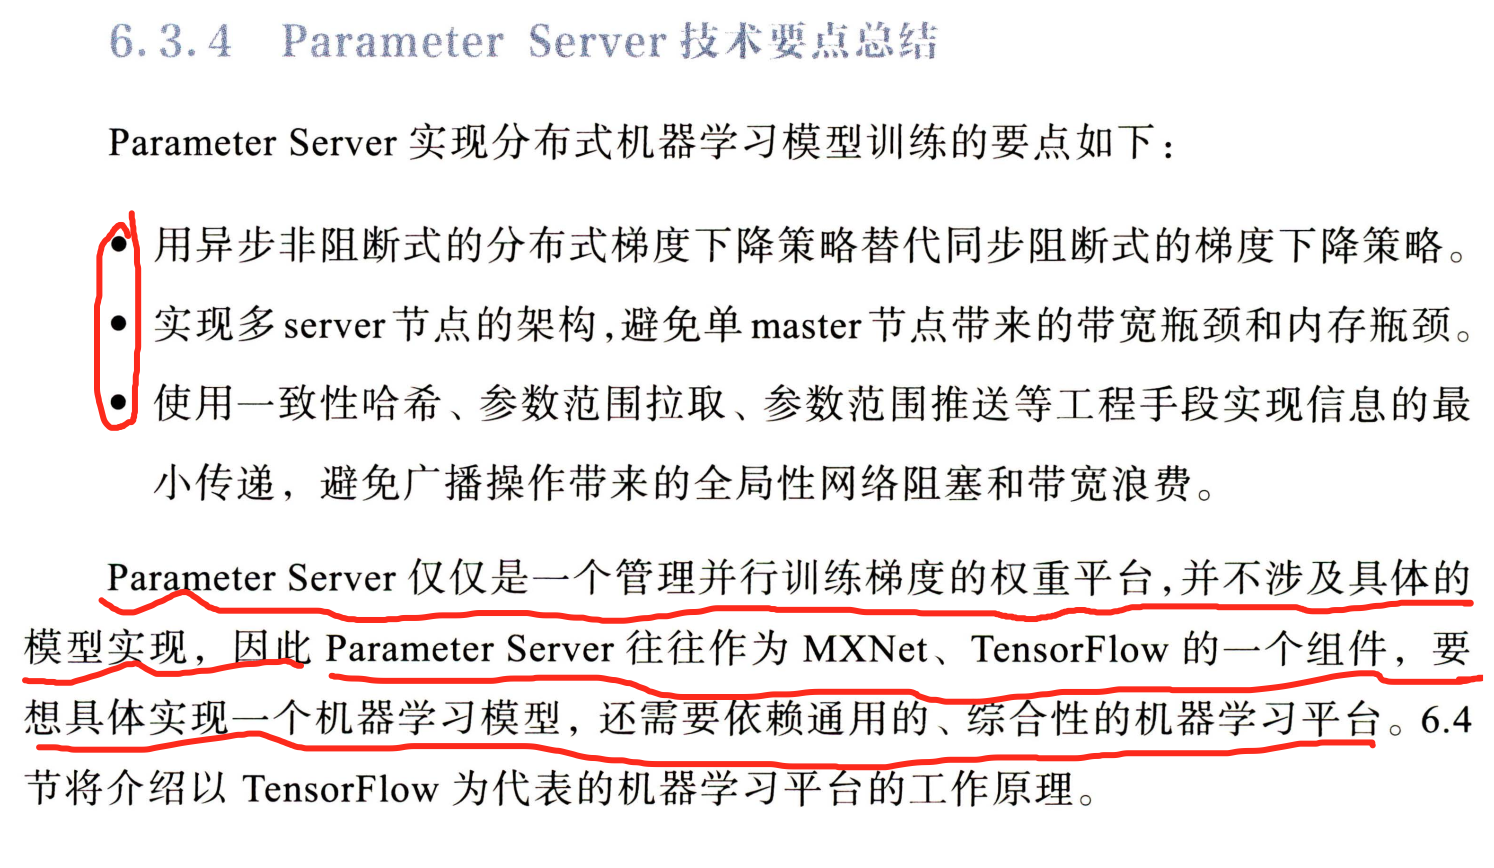 6.3.4 Parameter Server 技术要点总结
Parameter Server 实现分布式机器学习模型训练的要点如下：
• 用异步非阻断式的分布式梯度下降策略替代同步阻断式的梯度下降策略。
• 实现多 server 节点的架构,避免单 master 节点带来的带宽瓶颈和内存瓶颈。
• 使用一致性哈希、参数范围拉取、参数范围推送等工程手段实现信息的最
小传递，避免广播操作带来的全局性网络阻塞和带宽浪费。
Parameter Server 仅仅是一个管理并行训练梯度的权重平台,并不涉及具体的
模型实现，因此 Parameter Server 往往作为 MXNet、TensorFlow 的一个组件，要
想具体实现一个机器学习模型，还需要依赖通用的、综合性的机器学习平台。6.4
节将介绍以 TensorFlow 为代表的机器学习平台的工作原理。